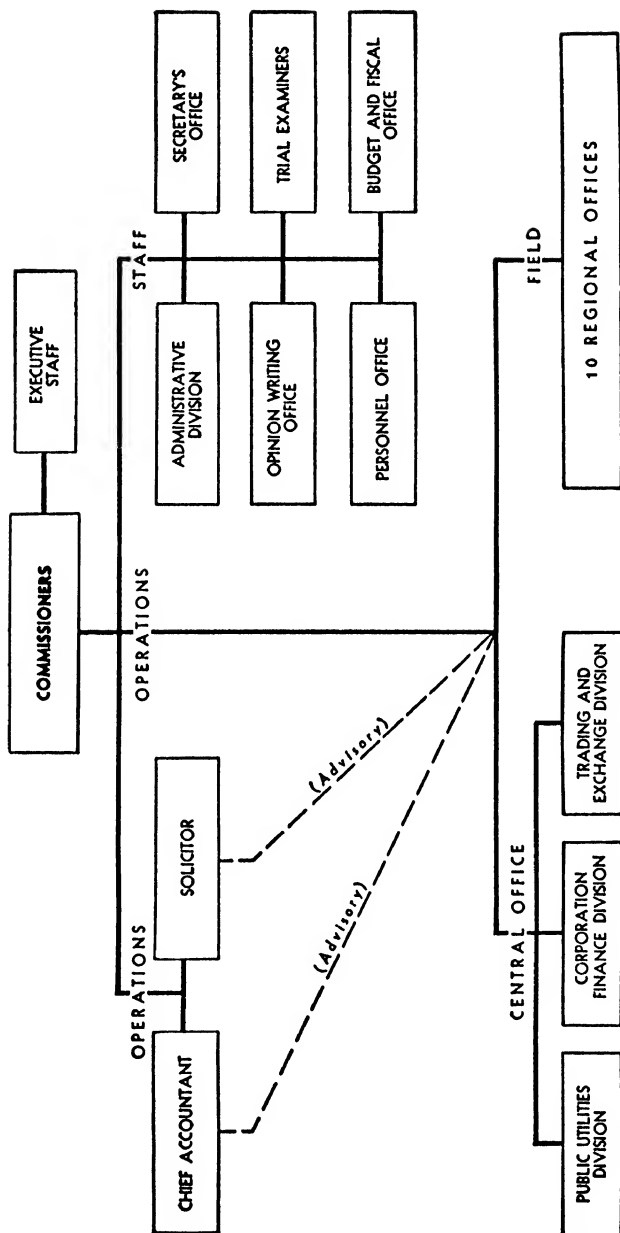 COMMISSIONERS
EXECUTIVE
STAFF
OPERATIONS
OPERATIONS
STAFF
CHIEF ACCOUNTANT
SOLICITOR
ADMINISTRATIVE
DIVISION
SECRETARY'S
OFFICE
OPINION WRITING
OFFICE
TRIAL EXAMINERS
PERSONNEL OFFICE
BUDGET AND FISCAL
OFFICE
(Advisory)
(Advisory)
CENTRAL OFFICE
FIELD
PUBLIC UTILITIES
DIVISION
CORPORATION
FINANCE DIVISION
TRADING AND
EXCHANGE DIVISION
10 REGIONAL OFFICES